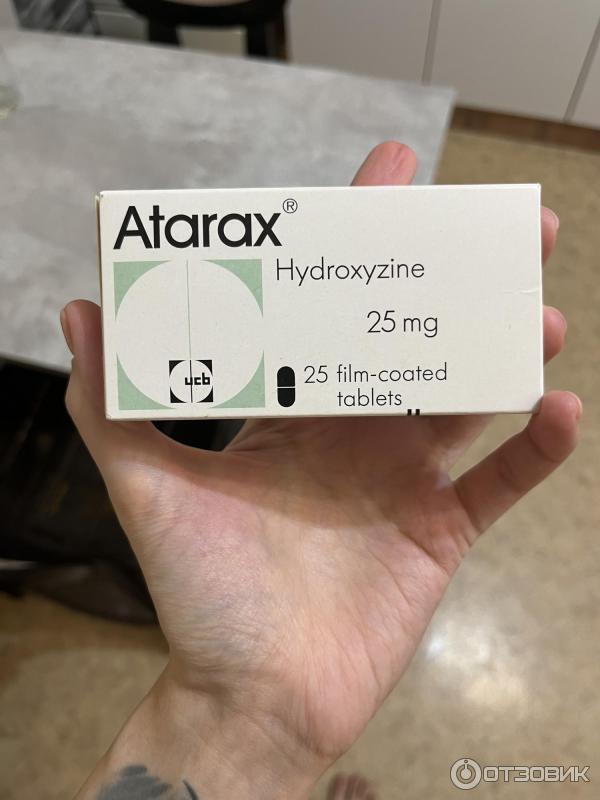 Atarax®
Hydroxyzine
25 mg
ucb
25 film-coated
tablets
ОТЗОВИК